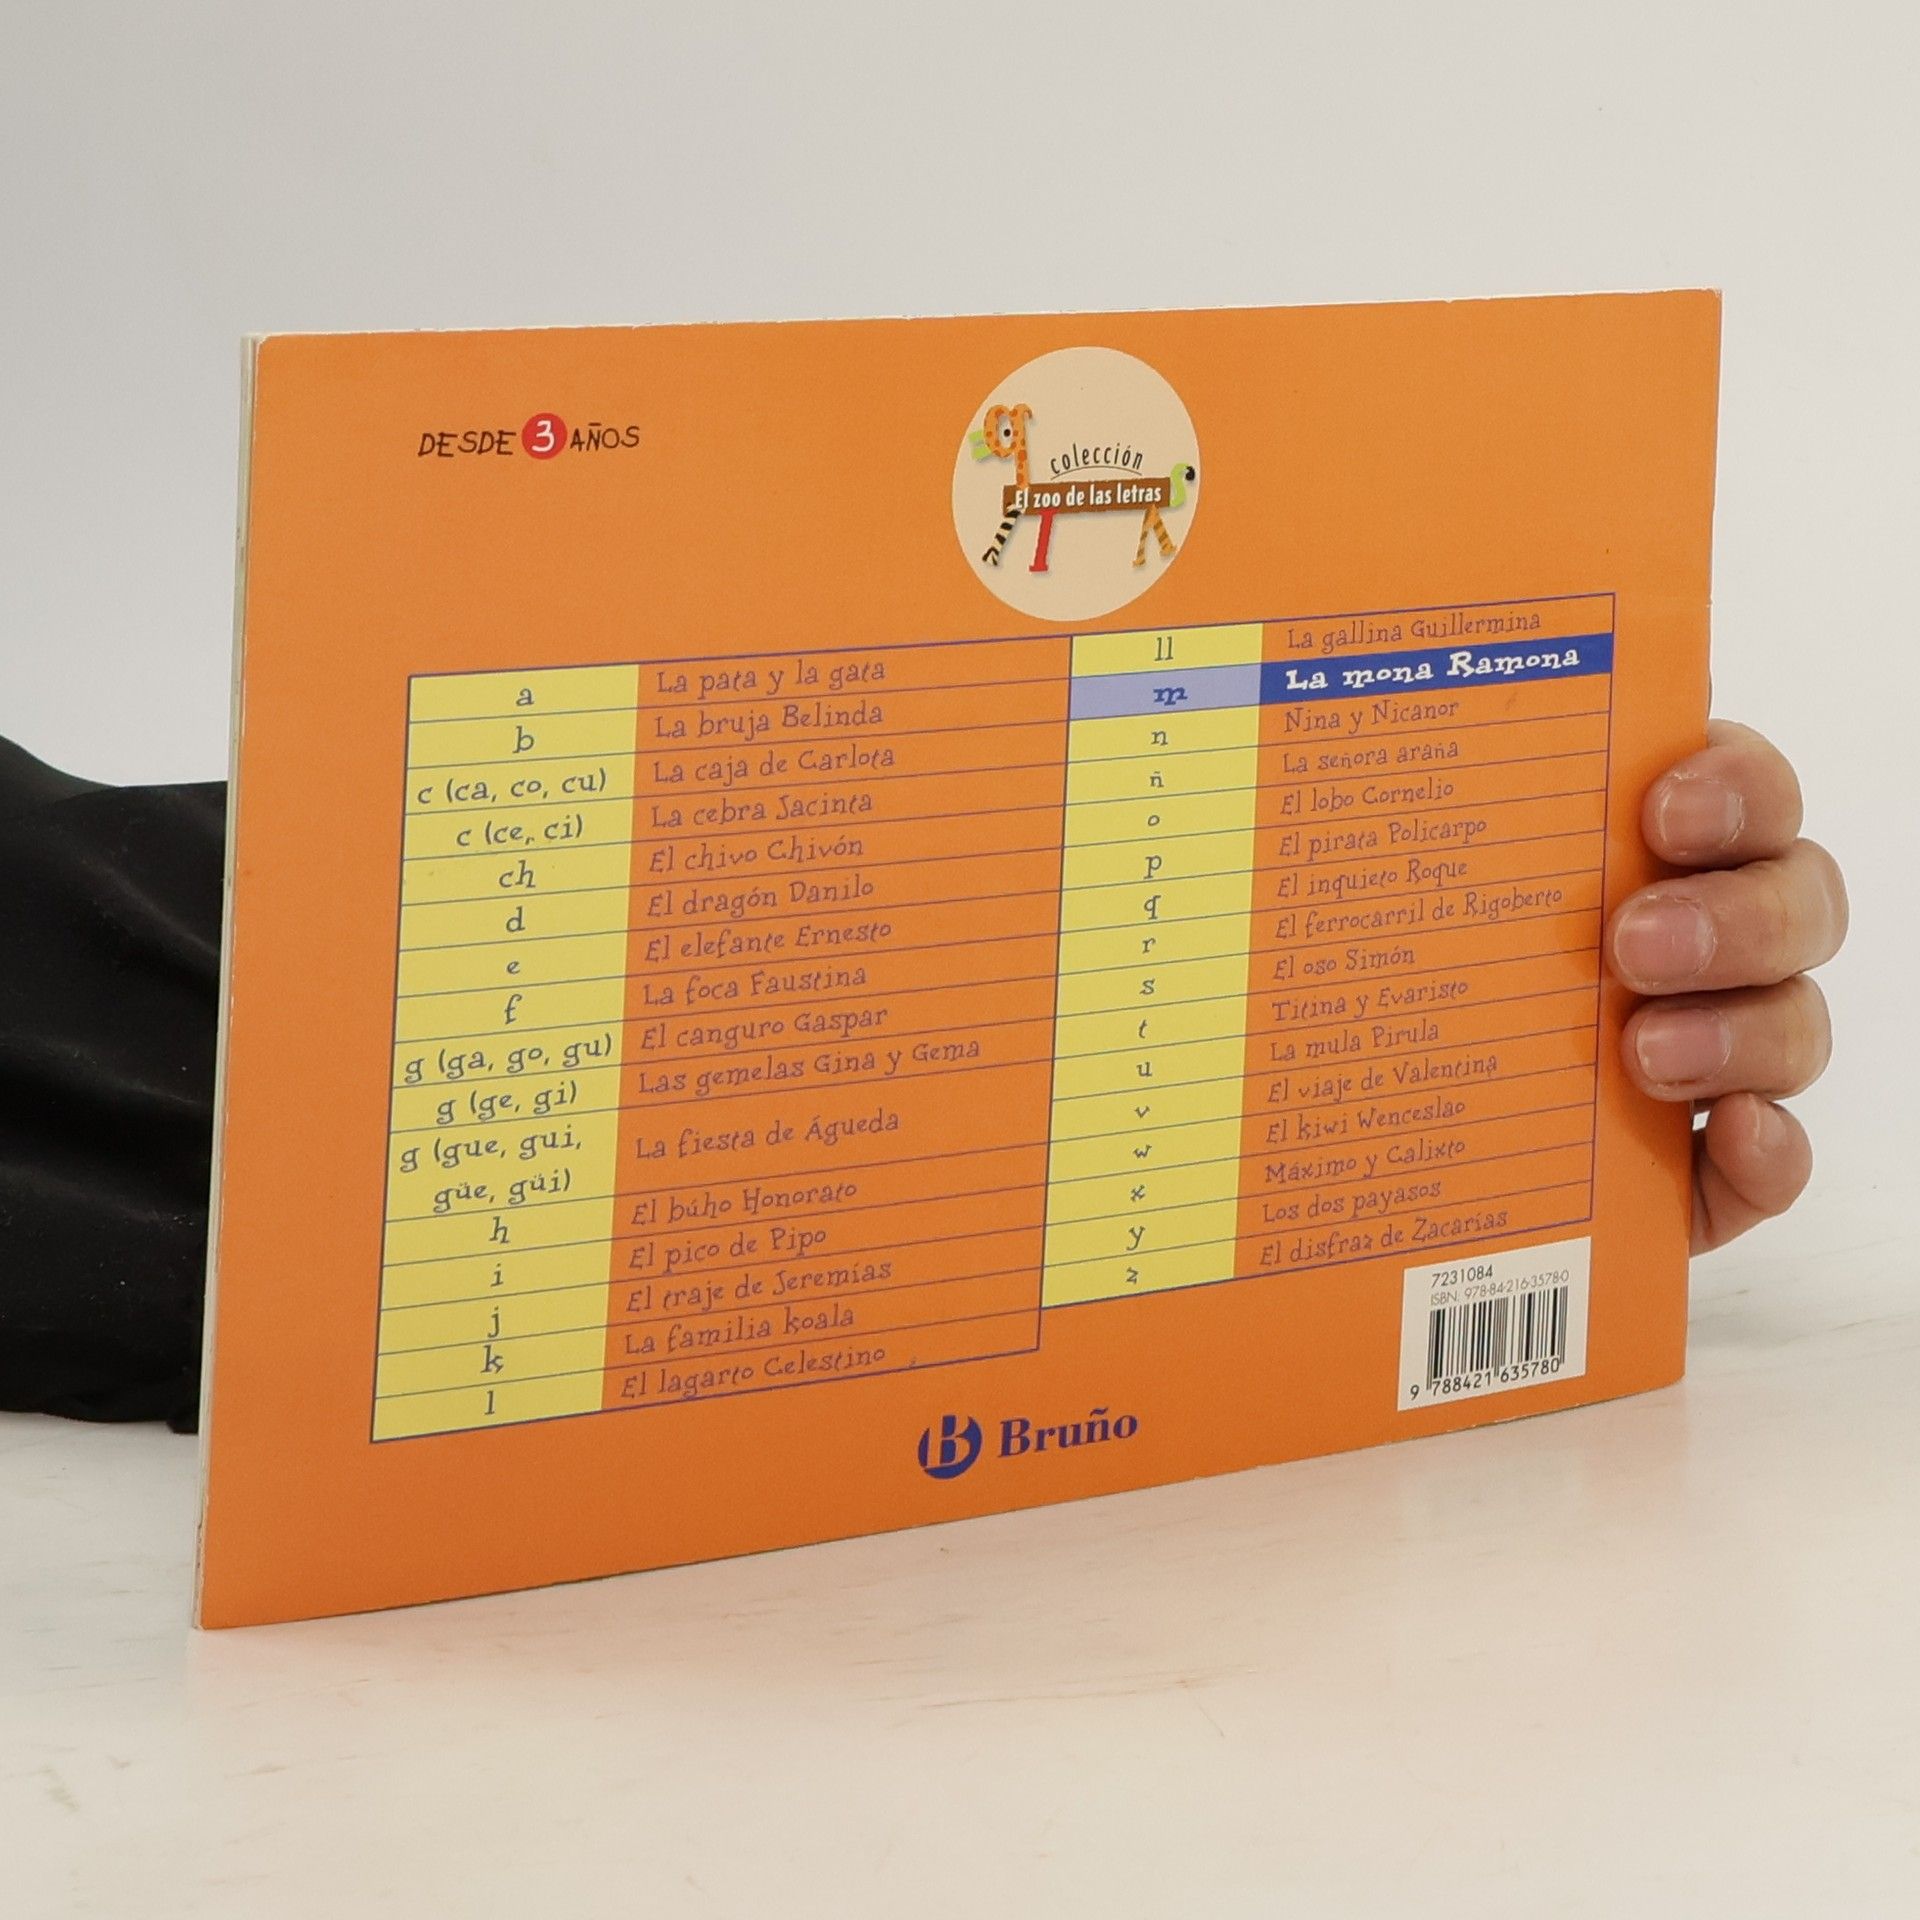 DESDE 3 AÑOS
colección
El zoo de las letras
a La pata y la gata
b La bruja Belinda
c (ca, co, cu) La caja de Carlota
c (ce, ci) La cebra Jacinta
ch El chivo Chivón
d El dragón Danilo
e El elefante Ernesto
f La foca Faustina
g (ga, go, gu) El canguro Gaspar
g (ge, gi) Las gemelas Gina y Gema
g (gue, gui,
güe, güi) La fiesta de Águeda
h El búho Honorato
i El pico de Pipo
j El traje de Jeremías
k La familia koala
l El lagarto Celestino
ll La gallina Guillermina
m La mona Ramona
n Nina y Nicanor
ñ La señora araña
o El lobo Cornelio
p El pirata Policarpo
q El inquieto Roque
r El ferrocarril de Rigoberto
s El oso Simón
t Titina y Evaristo
u La mula Pirula
v El viaje de Valentina
w El kiwi Wenceslao
x Máximo y Calixto
y Los dos payasos
z El disfraz de Zacarías
7231084
ISBN: 978-84-216-3578-0
9 788421 635780
B Bruño